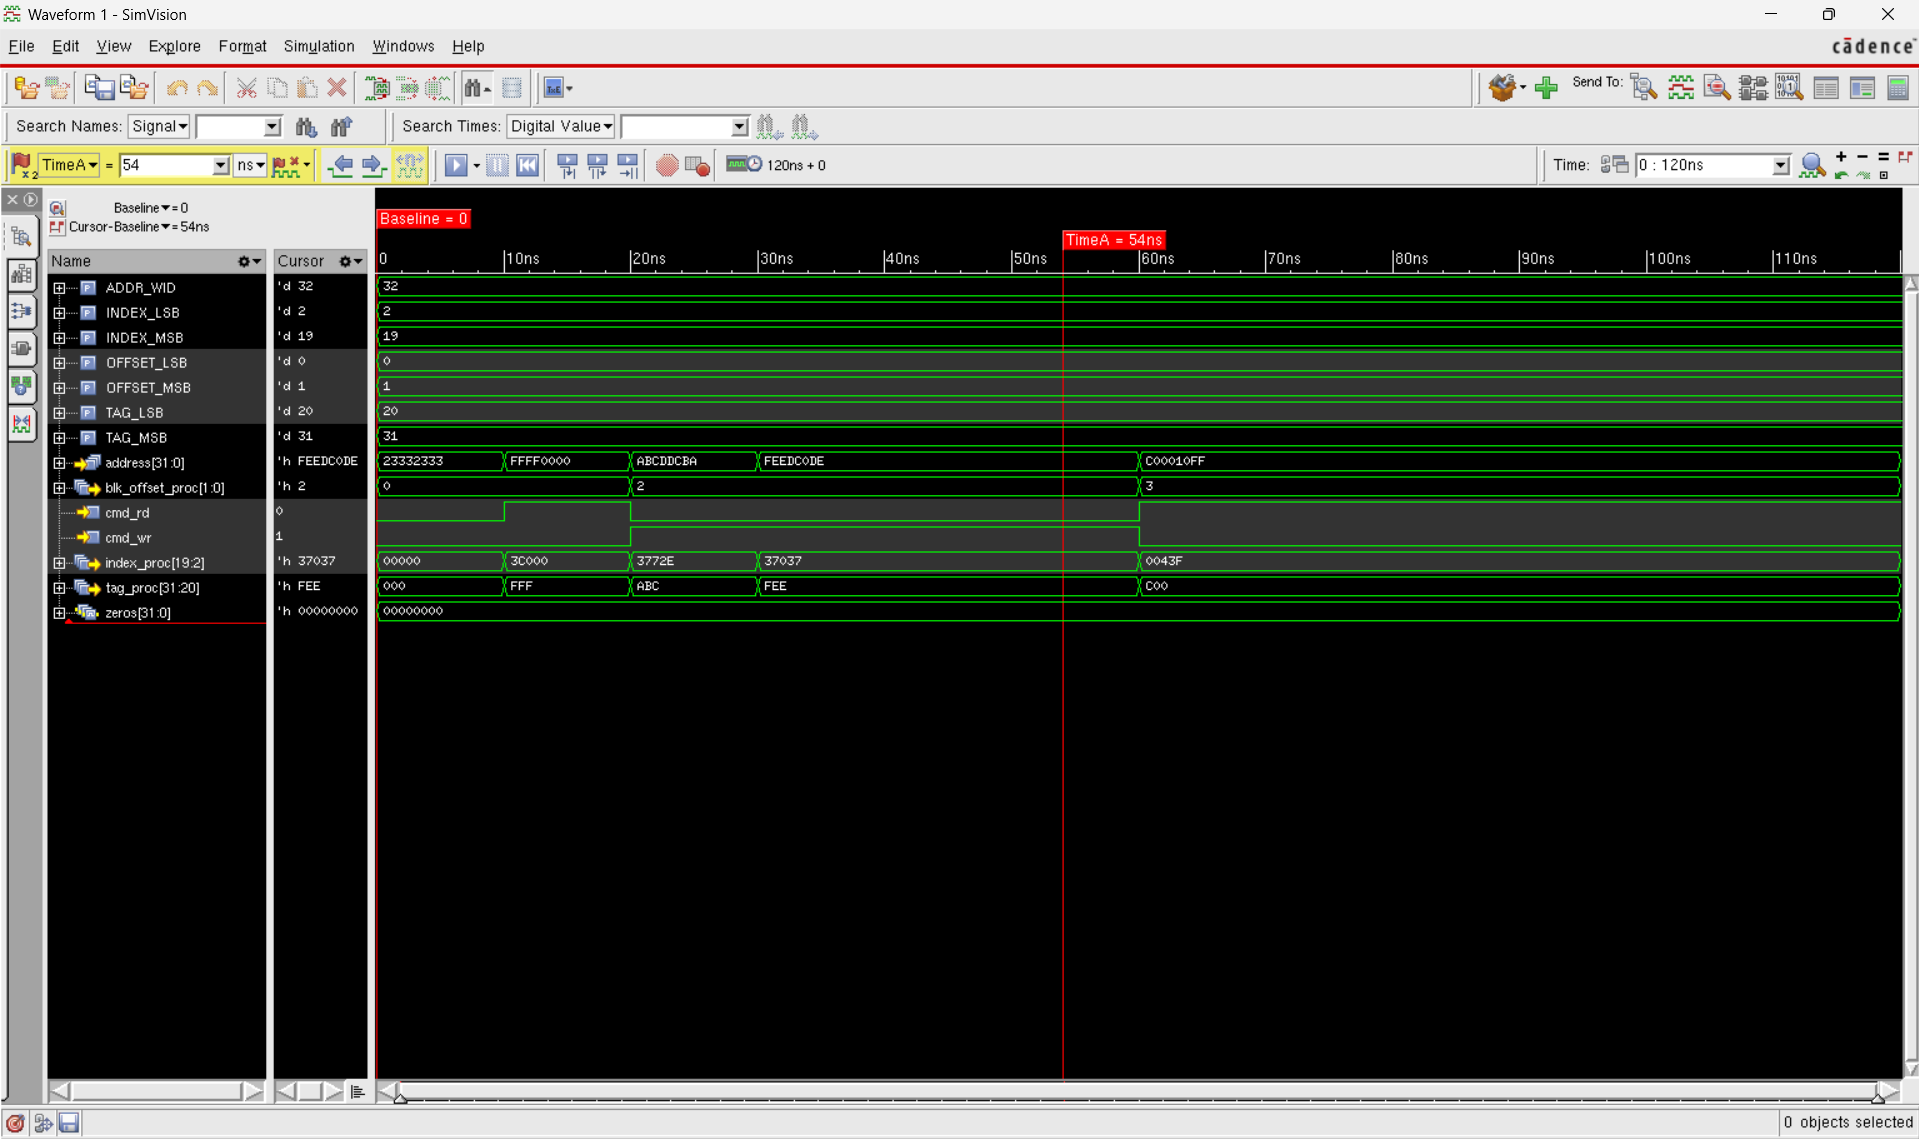 Waveform 1 - SimVision
File Edit View Explore Format Simulation Windows Help
cādence
Send To:
Search Names: Signal Search Times: Digital Value
TimeA = 54 ns 120ns + 0 Time: 0 : 120ns
x2
Baseline = 0
Cursor-Baseline = 54ns
Baseline = 0
TimeA = 54ns
Name Cursor 0 10ns 20ns 30ns 40ns 50ns 60ns 70ns 80ns 90ns 100ns 110ns
ADDR_WID 'd 32 32
INDEX_LSB 'd 2 2
INDEX_MSB 'd 19 19
OFFSET_LSB 'd 0 0
OFFSET_MSB 'd 1 1
TAG_LSB 'd 20 20
TAG_MSB 'd 31 31
address[31:0] 'h FEEDC0DE 23332333 FFFF0000 ABCDDCBA FEEDC0DE C00010FF
blk_offset_proc[1:0] 'h 2 0 2 3
cmd_rd 0
cmd_wr 1
index_proc[19:2] 'h 37037 00000 3C000 3772E 37037 0043F
tag_proc[31:20] 'h FEE 000 FFF ABC FEE C00
zeros[31:0] 'h 00000000 00000000
0 objects selected